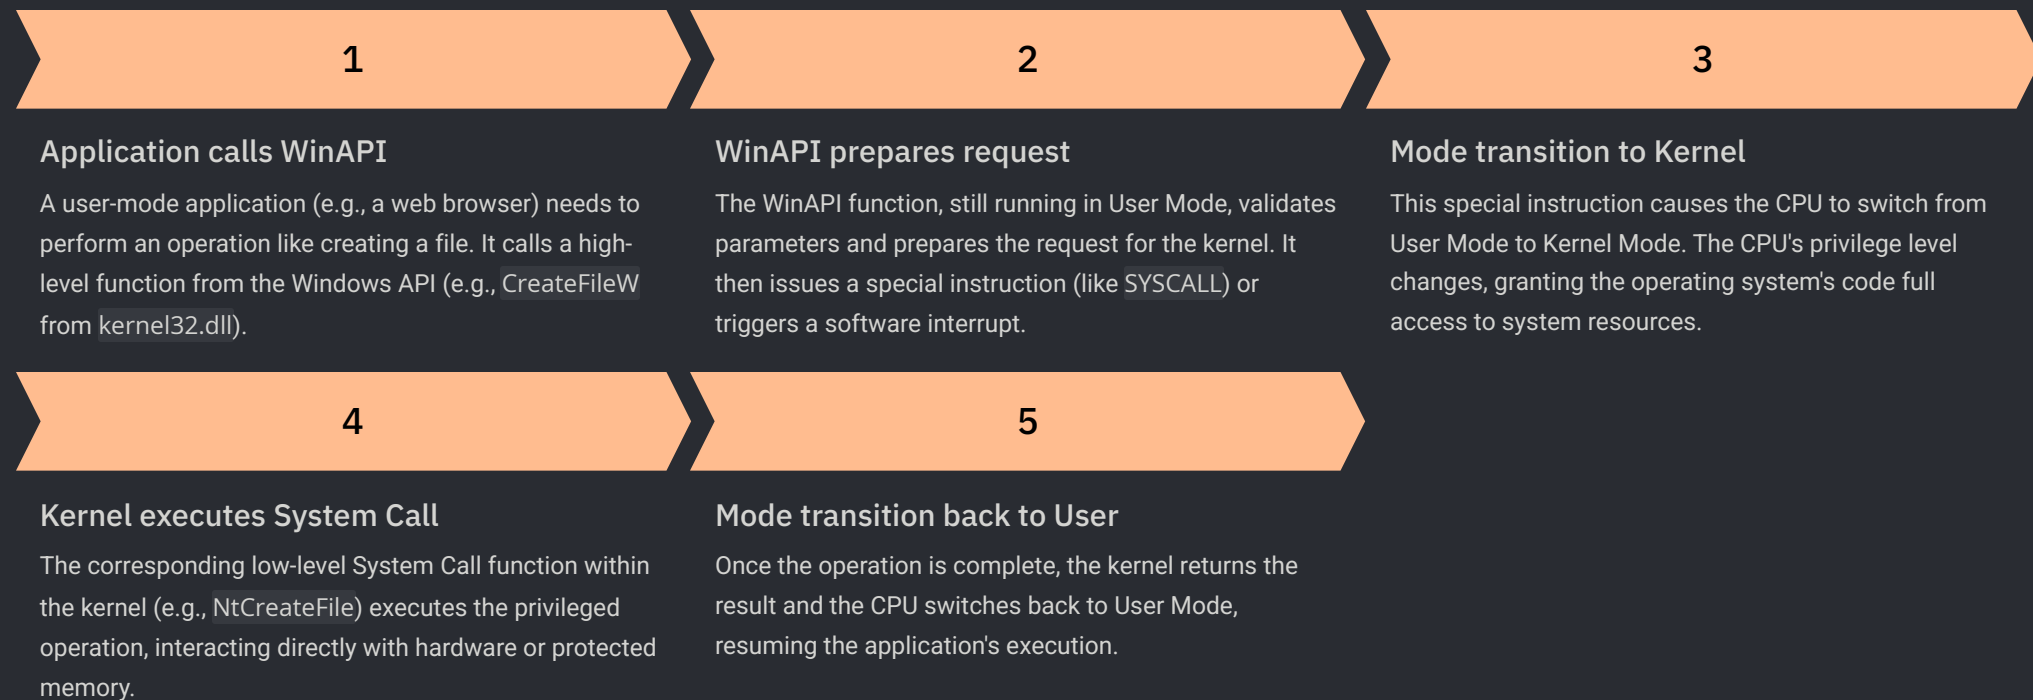 1
2
3
Application calls WinAPI
A user-mode application (e.g., a web browser) needs to
perform an operation like creating a file. It calls a high-
level function from the Windows API (e.g., CreateFileW
from kernel32.dll).
WinAPI prepares request
The WinAPI function, still running in User Mode, validates
parameters and prepares the request for the kernel. It
then issues a special instruction (like SYSCALL) or
triggers a software interrupt.
Mode transition to Kernel
This special instruction causes the CPU to switch from
User Mode to Kernel Mode. The CPU's privilege level
changes, granting the operating system's code full
access to system resources.
4
5
Kernel executes System Call
The corresponding low-level System Call function within
the kernel (e.g., NtCreateFile) executes the privileged
operation, interacting directly with hardware or protected
memory.
Mode transition back to User
Once the operation is complete, the kernel returns the
result and the CPU switches back to User Mode,
resuming the application's execution.